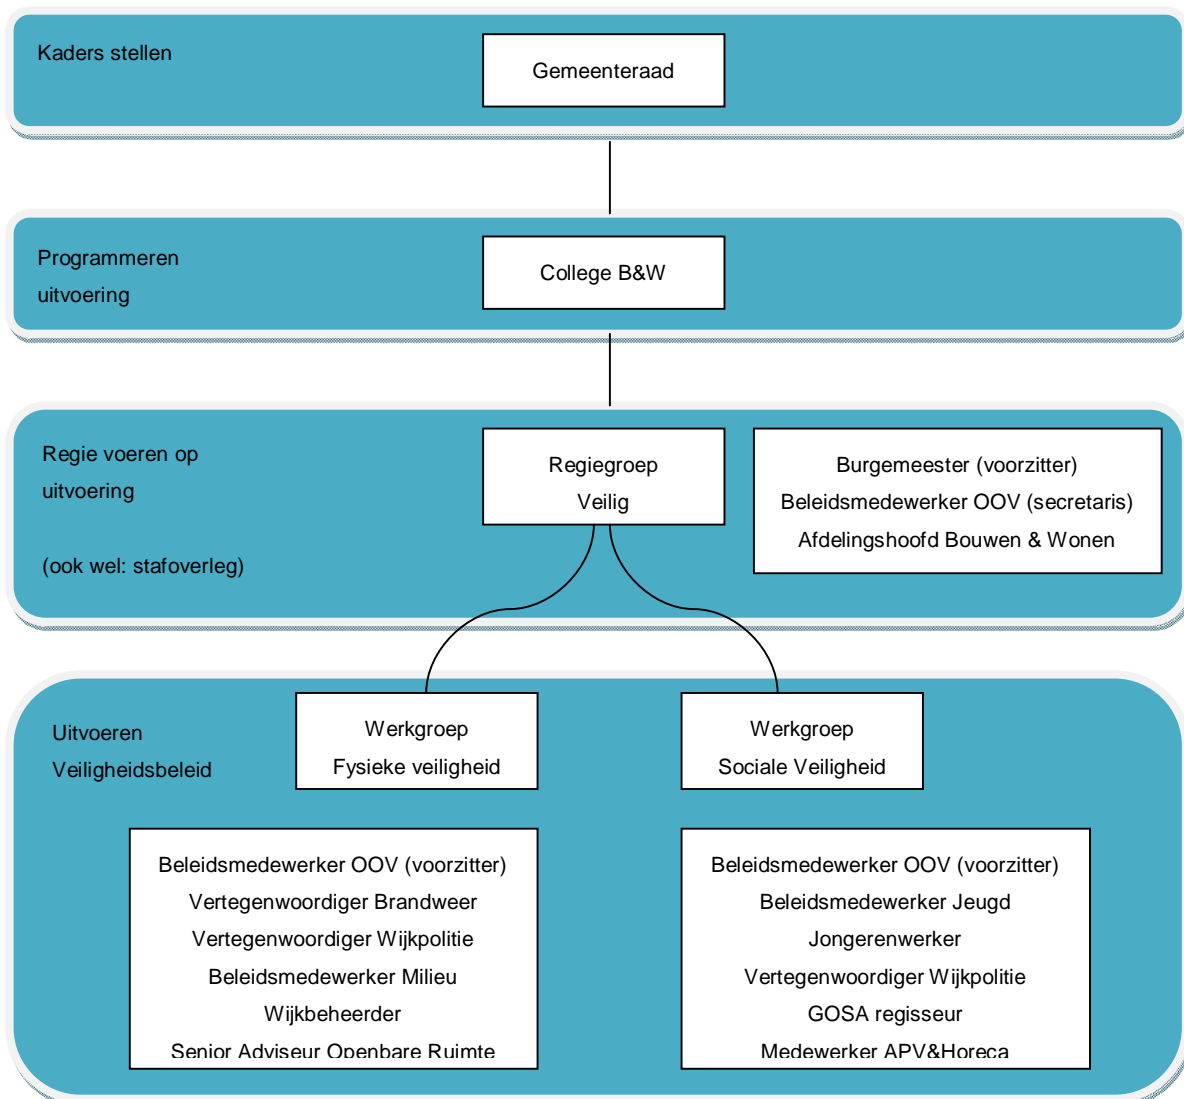 Kaders stellen
Gemeenteraad
Programmeren
uitvoering
College B&W
Regie voeren op
uitvoering
(ook wel: stafoverleg)
Regiegroep
Veilig
Burgemeester (voorzitter)
Beleidsmedewerker OOV (secretaris)
Afdelingshoofd Bouwen & Wonen
Uitvoeren
Veiligheidsbeleid
Werkgroep
Fysieke veiligheid
Werkgroep
Sociale Veiligheid
Beleidsmedewerker OOV (voorzitter)
Vertegenwoordiger Brandweer
Vertegenwoordiger Wijkpolitie
Beleidsmedewerker Milieu
Wijkbeheerder
Senior Adviseur Openbare Ruimte
Beleidsmedewerker OOV (voorzitter)
Beleidsmedewerker Jeugd
Jongerenwerker
Vertegenwoordiger Wijkpolitie
GOSA regisseur
Medewerker APV&Horeca